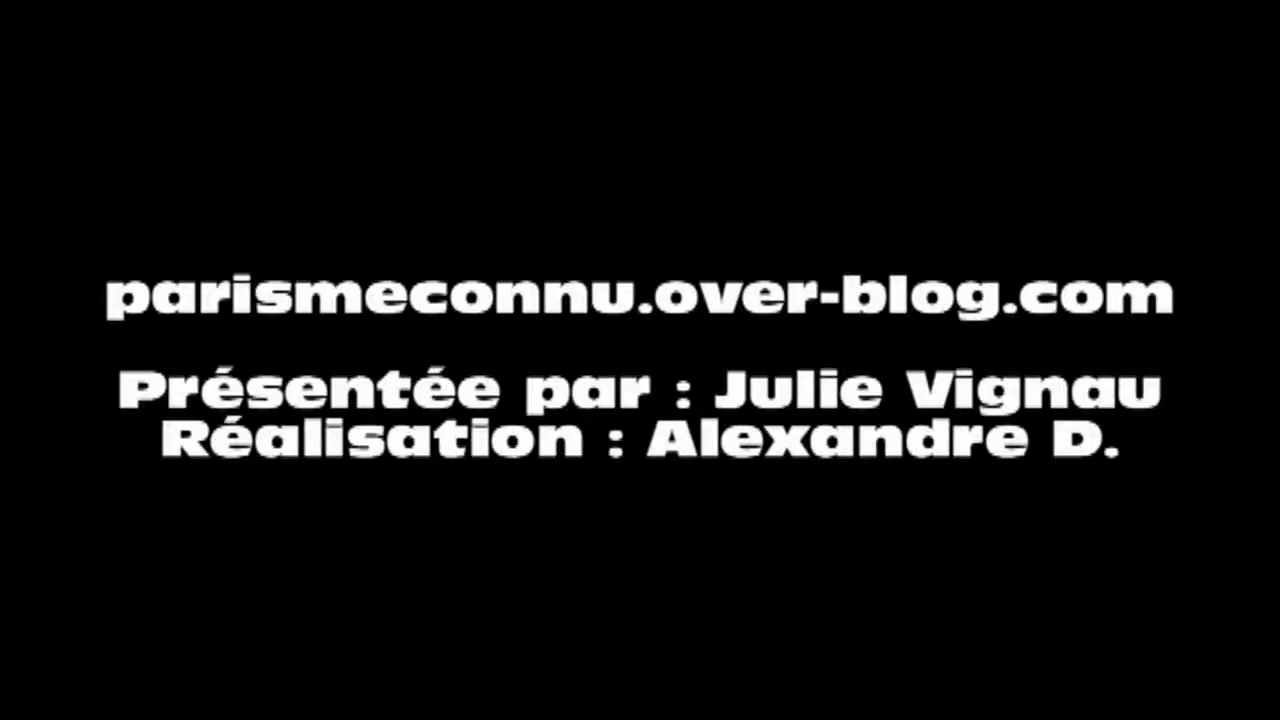 parismeconnu.over-blog.com
Présentée par : Julie Vignau
Réalisation : Alexandre D.